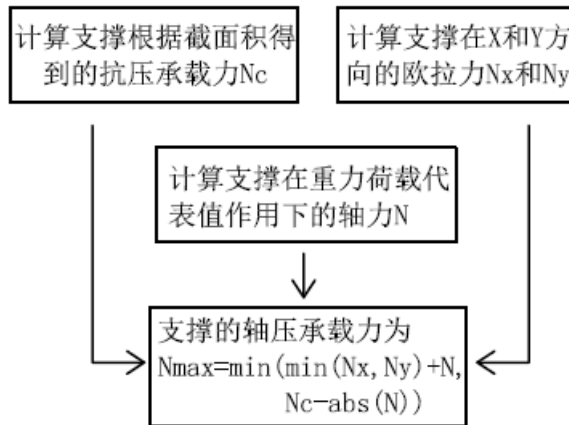 计算支撑根据截面积得
到的抗压承载力Nc
计算支撑在X和Y方
向的欧拉力Nx和Ny
计算支撑在重力荷载代
表值作用下的轴力N
支撑的轴压承载力为
Nmax=min(min(Nx,Ny)+N,
Nc-abs(N))